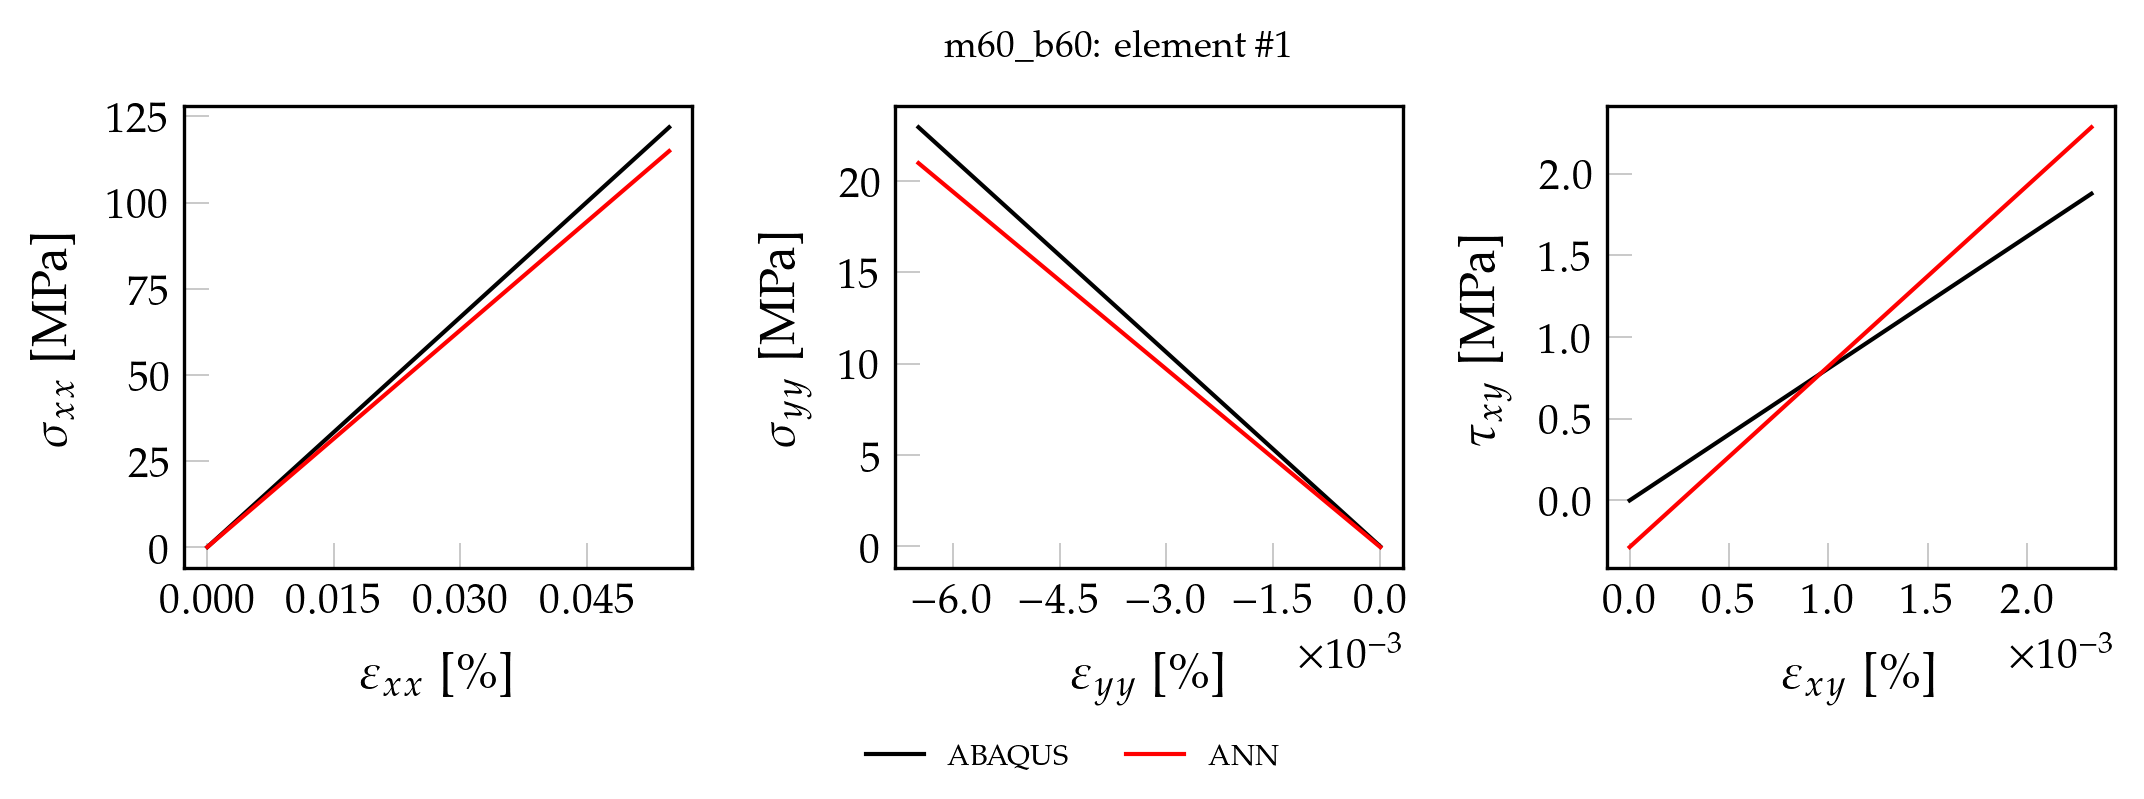 m60_b60: element #1
σxx [MPa]
125
100
75
50
25
0
0.000 0.015 0.030 0.045
εxx [%]
σyy [MPa]
20
15
10
5
0
−6.0 −4.5 −3.0 −1.5 0.0
×10⁻³
εyy [%]
τxy [MPa]
2.0
1.5
1.0
0.5
0.0
0.0 0.5 1.0 1.5 2.0
×10⁻³
εxy [%]
ABAQUS ANN